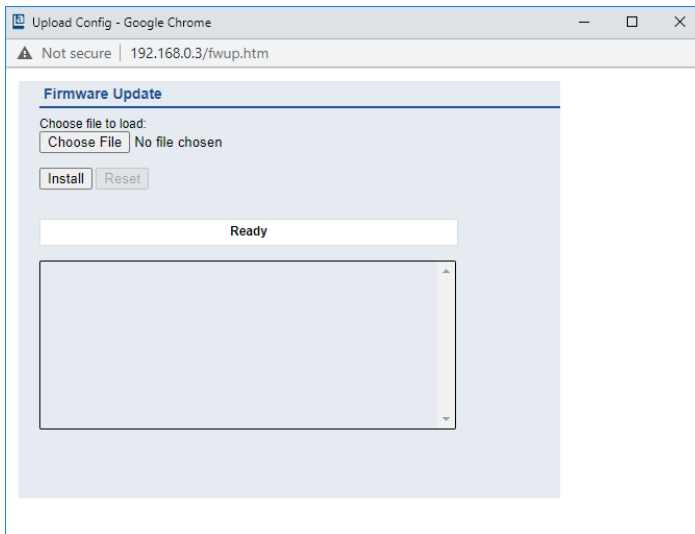 Upload Config - Google Chrome
Not secure | 192.168.0.3/fwup.htm
Firmware Update
Choose file to load:
Choose File No file chosen
Install Reset
Ready